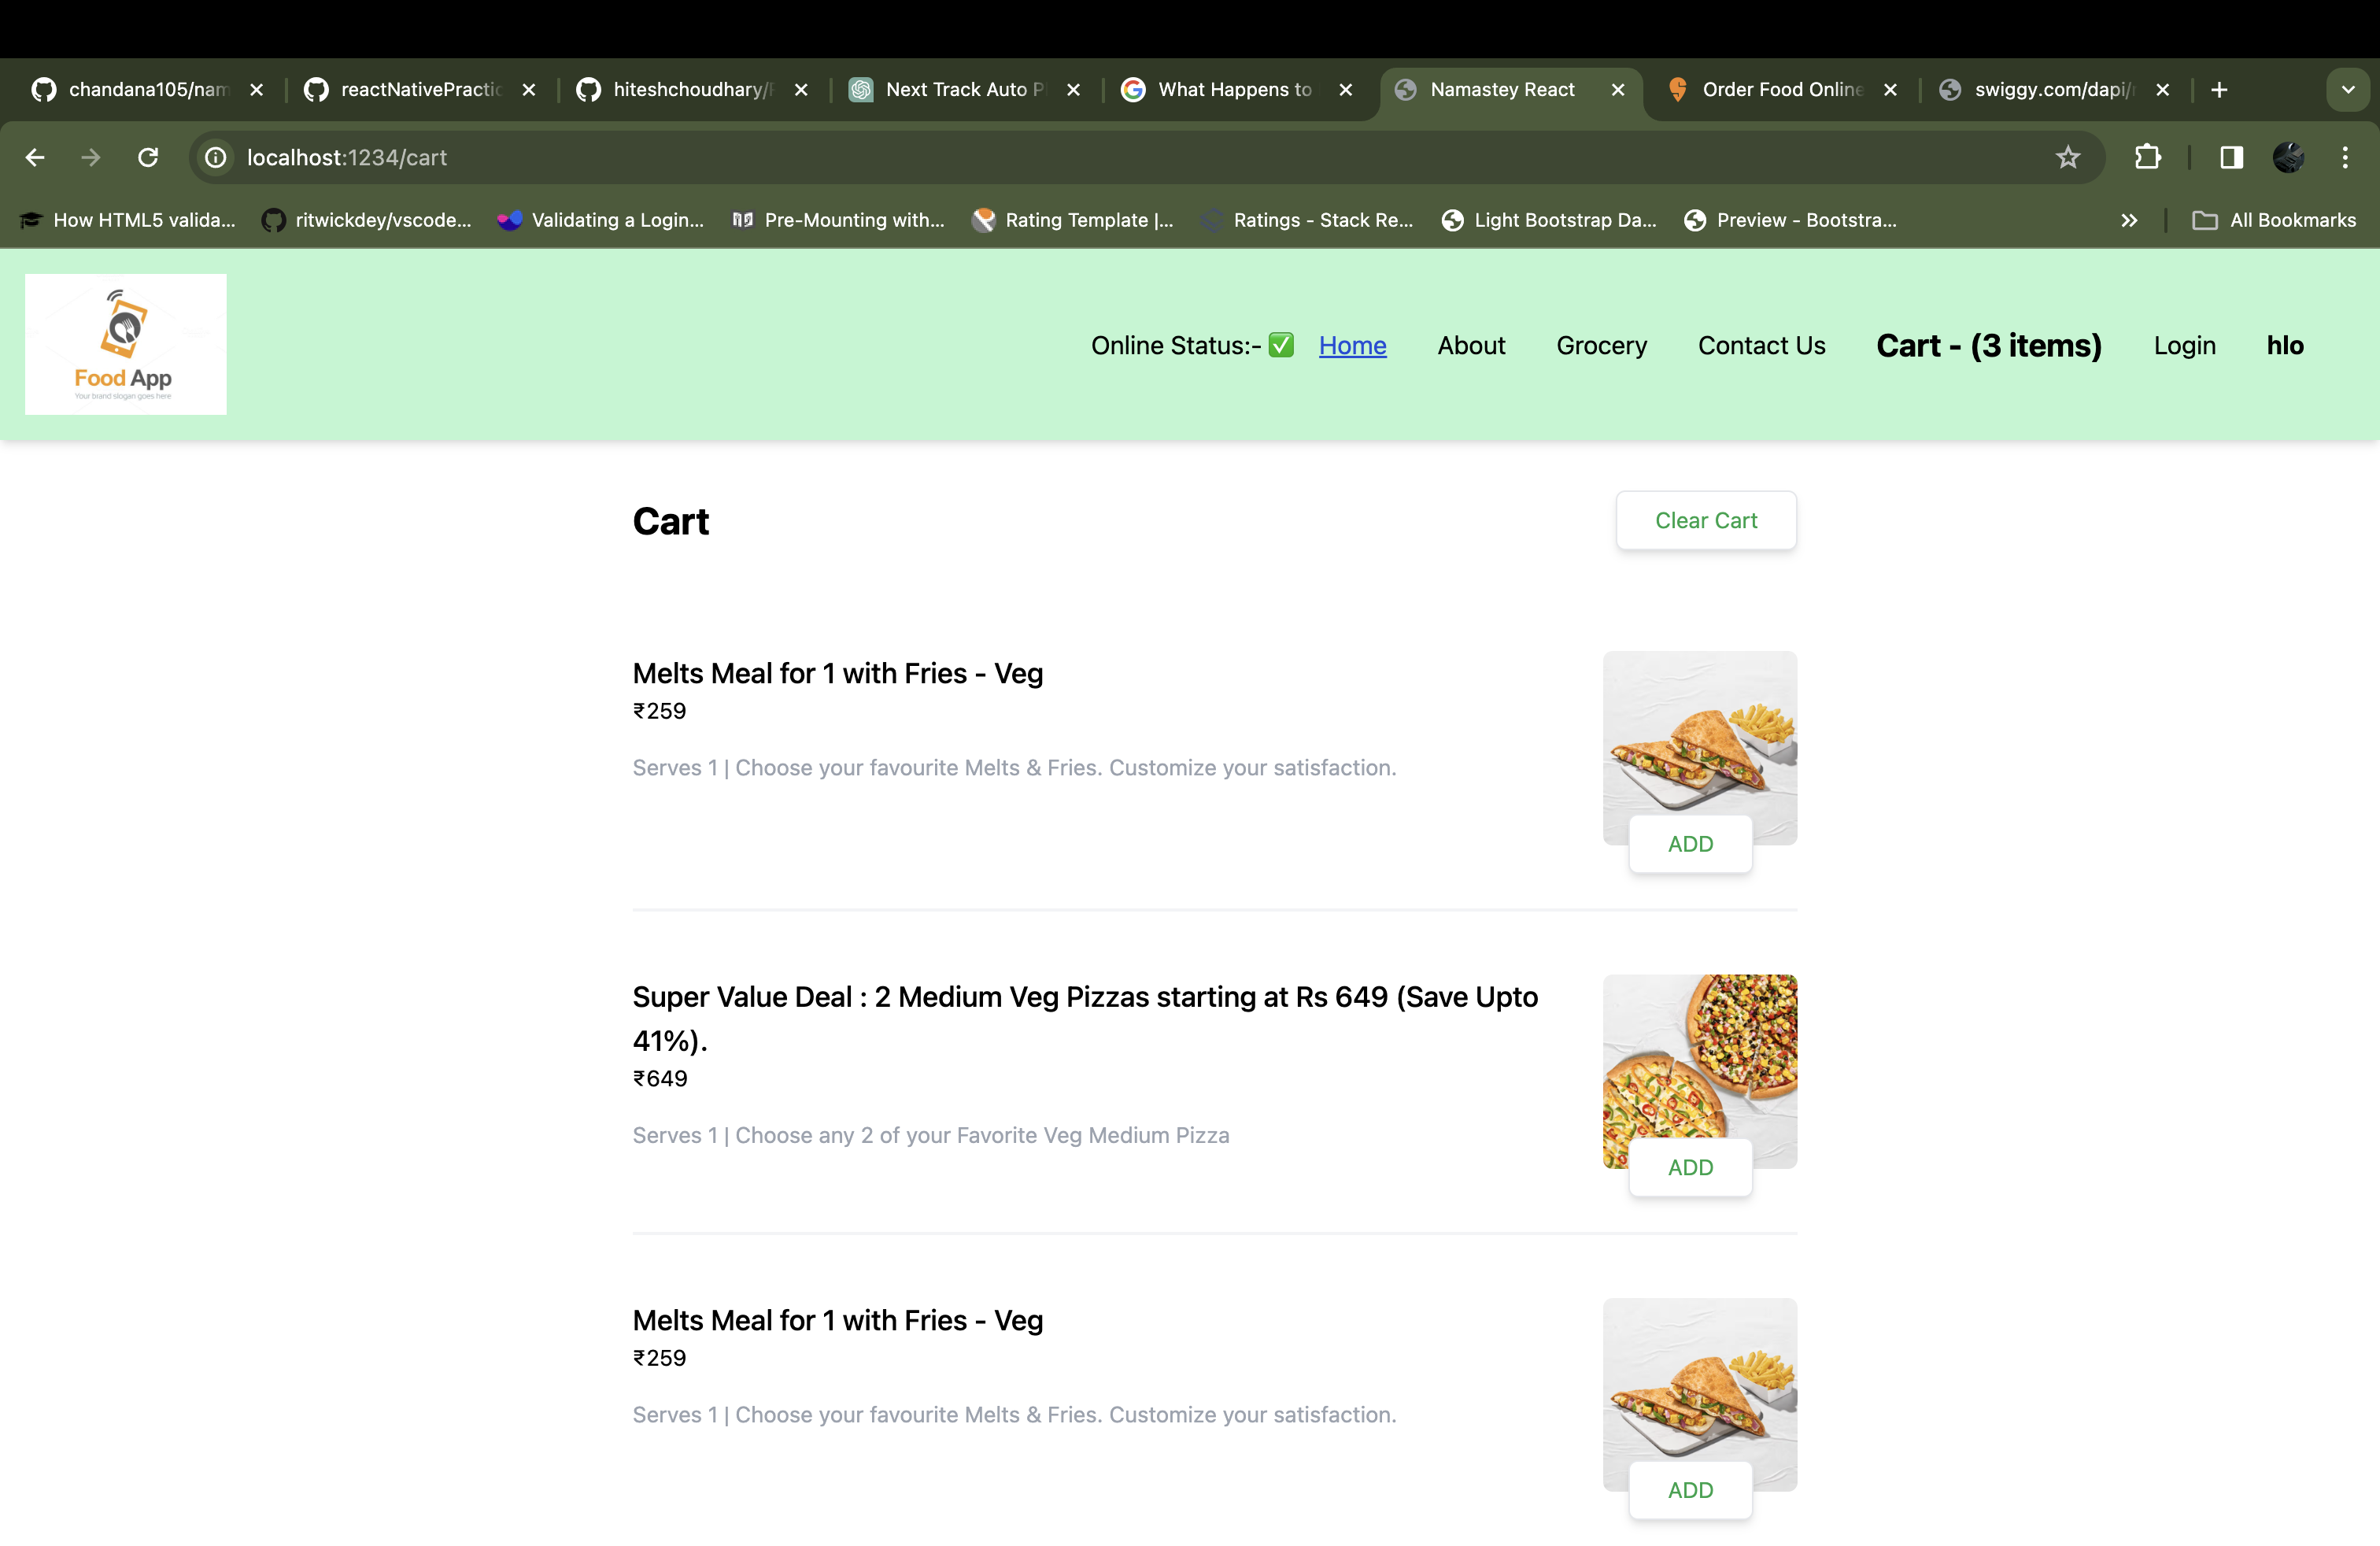 chandana105/nam
reactNativePractic
hiteshchoudhary/
Next Track Auto P
What Happens to
Namastey React
Order Food Online
swiggy.com/dapi/
localhost:1234/cart
How HTML5 valida...
ritwickdey/vscode...
Validating a Login...
Pre-Mounting with...
Rating Template |...
Ratings - Stack Re...
Light Bootstrap Da...
Preview - Bootstra...
All Bookmarks
Food App
Your brand slogan goes here
Online Status:- ✅ Home About Grocery Contact Us Cart - (3 items) Login hlo
Cart
Clear Cart
Melts Meal for 1 with Fries - Veg
₹259
Serves 1 | Choose your favourite Melts & Fries. Customize your satisfaction.
ADD
Super Value Deal : 2 Medium Veg Pizzas starting at Rs 649 (Save Upto
41%).
₹649
Serves 1 | Choose any 2 of your Favorite Veg Medium Pizza
ADD
Melts Meal for 1 with Fries - Veg
₹259
Serves 1 | Choose your favourite Melts & Fries. Customize your satisfaction.
ADD